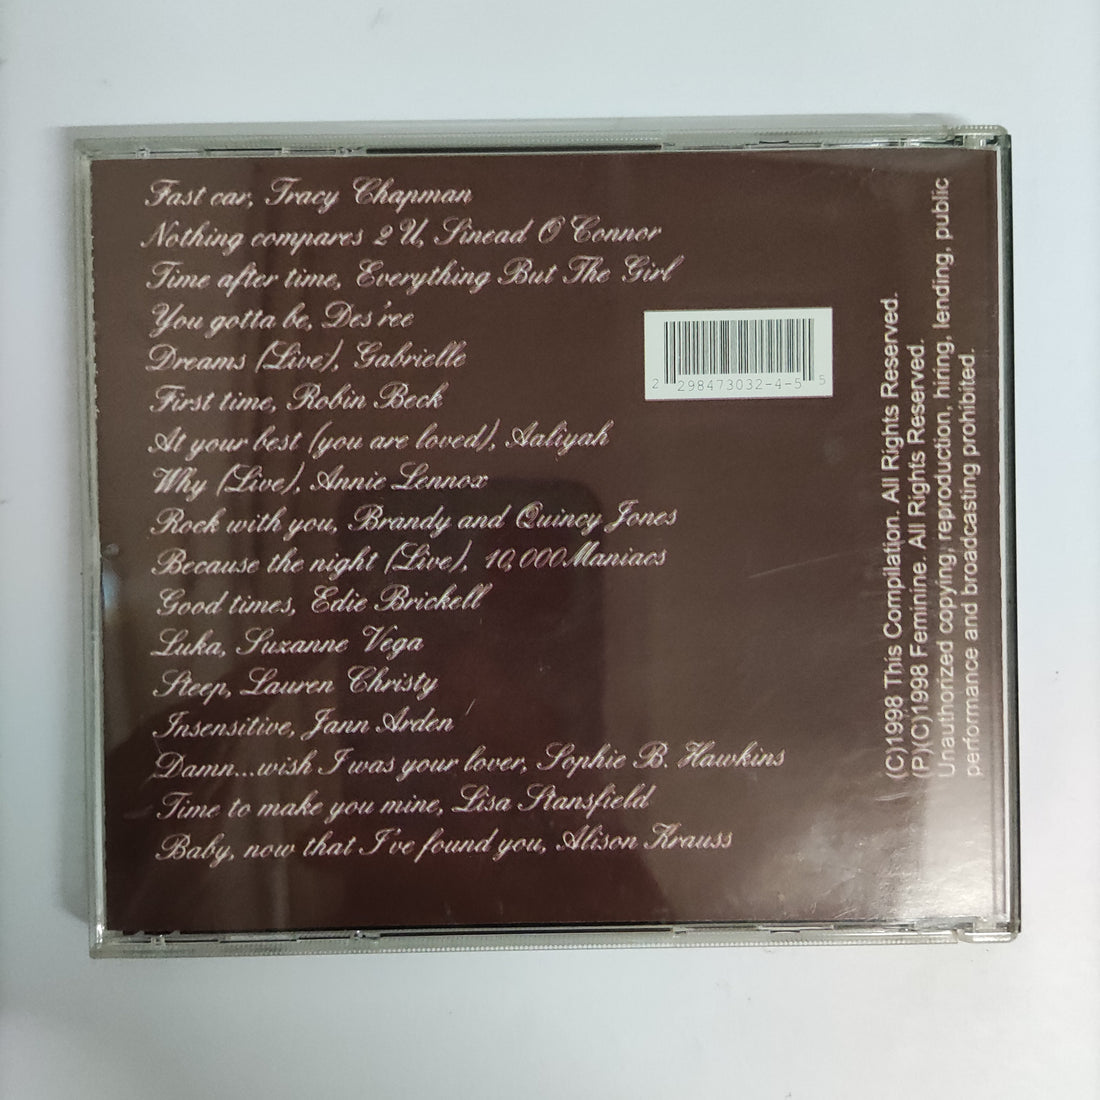 Fast car, Tracy Chapman
Nothing compares 2 U, Sinead O'Connor
Time after time, Everything But The Girl
You gotta be, Des'ree
Dreams (Live), Gabrielle
First time, Robin Beck
At your best (you are loved), Aaliyah
Why (Live), Annie Lennox
Rock with you, Brandy and Quincy Jones
Because the night (Live), 10,000 Maniacs
Good times, Edie Brickell
Luka, Suzanne Vega
Steep, Lauren Christy
Insensitive, Jann Arden
Damn...wish I was your lover, Sophie B. Hawkins
Time to make you mine, Lisa Stansfield
Baby, now that I've found you, Alison Krauss
2 298473032-4-5 5
(C)1998 This Compilation. All Rights Reserved.
(P)(C)1998 Feminine. All Rights Reserved.
Unauthorized copying, reproduction, hiring, lending, public
performance and broadcasting prohibited.